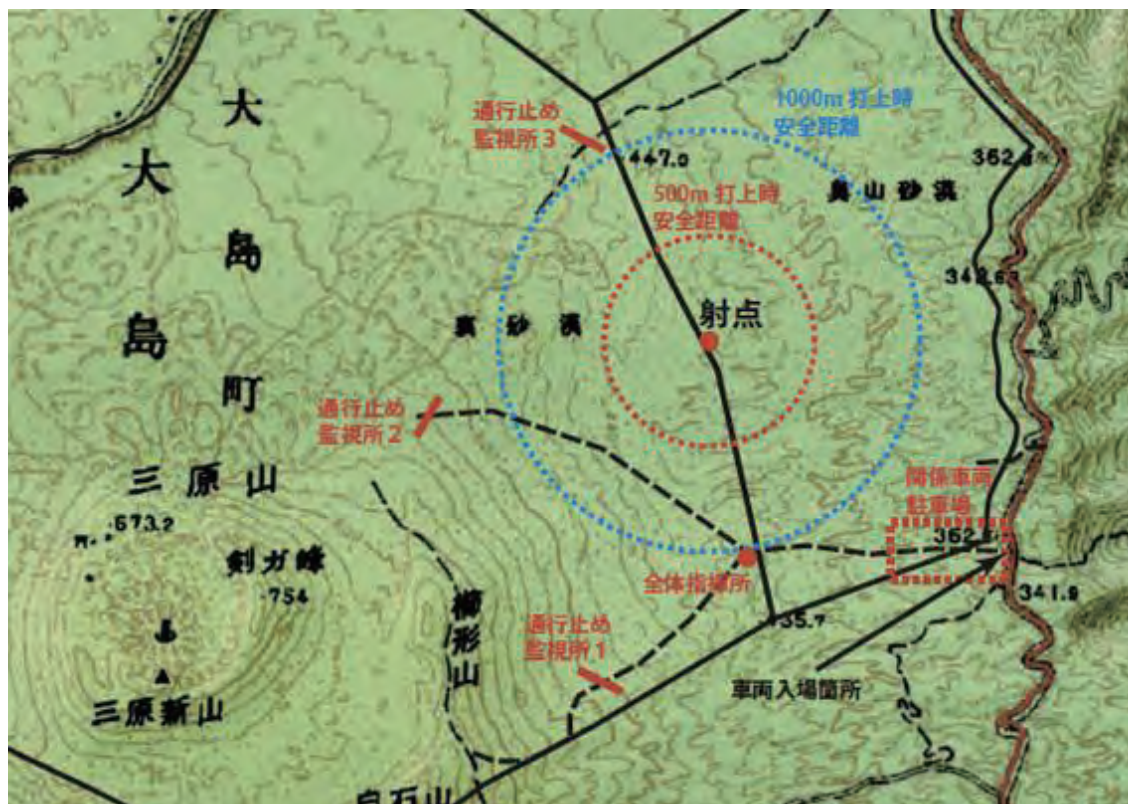 大島
大島町
通行止め
監視所3
1000m 打上時
安全距離
447.0
362.
500m 打上時
安全距離
奥山砂漠
342.6
射点
裏砂漠
通行止め
監視所2
三原山
673.2
剣ガ峰
754
櫛形山
三原新山
関係車両
駐車場
362.
全体指揮所
341.9
通行止め
監視所1
35.7
車両入場箇所
白石山